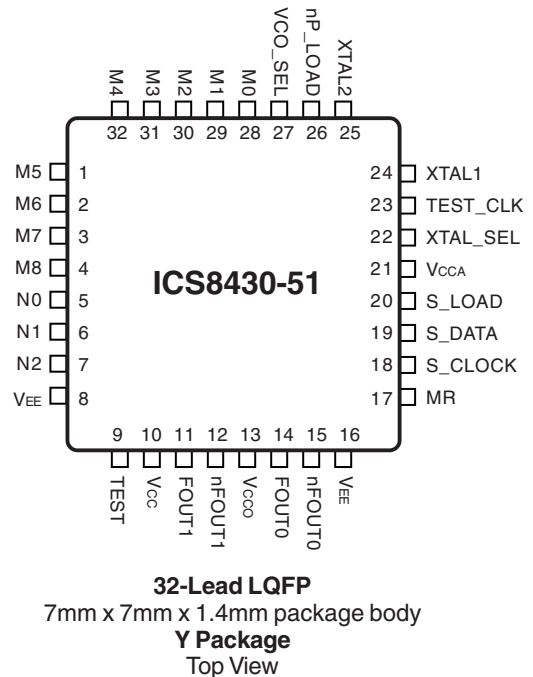 M4 M3 M2 M1 M0 VCO_SEL nP_LOAD XTAL2
32 31 30 29 28 27 26 25
M5 1
M6 2
M7 3
M8 4
N0 5
N1 6
N2 7
VEE 8
ICS8430-51
24 XTAL1
23 TEST_CLK
22 XTAL_SEL
21 VCCA
20 S_LOAD
19 S_DATA
18 S_CLOCK
17 MR
9 10 11 12 13 14 15 16
TEST VCC FOUT1 nFOUT1 VCCO FOUT0 nFOUT0 VEE
32-Lead LQFP
7mm x 7mm x 1.4mm package body
Y Package
Top View